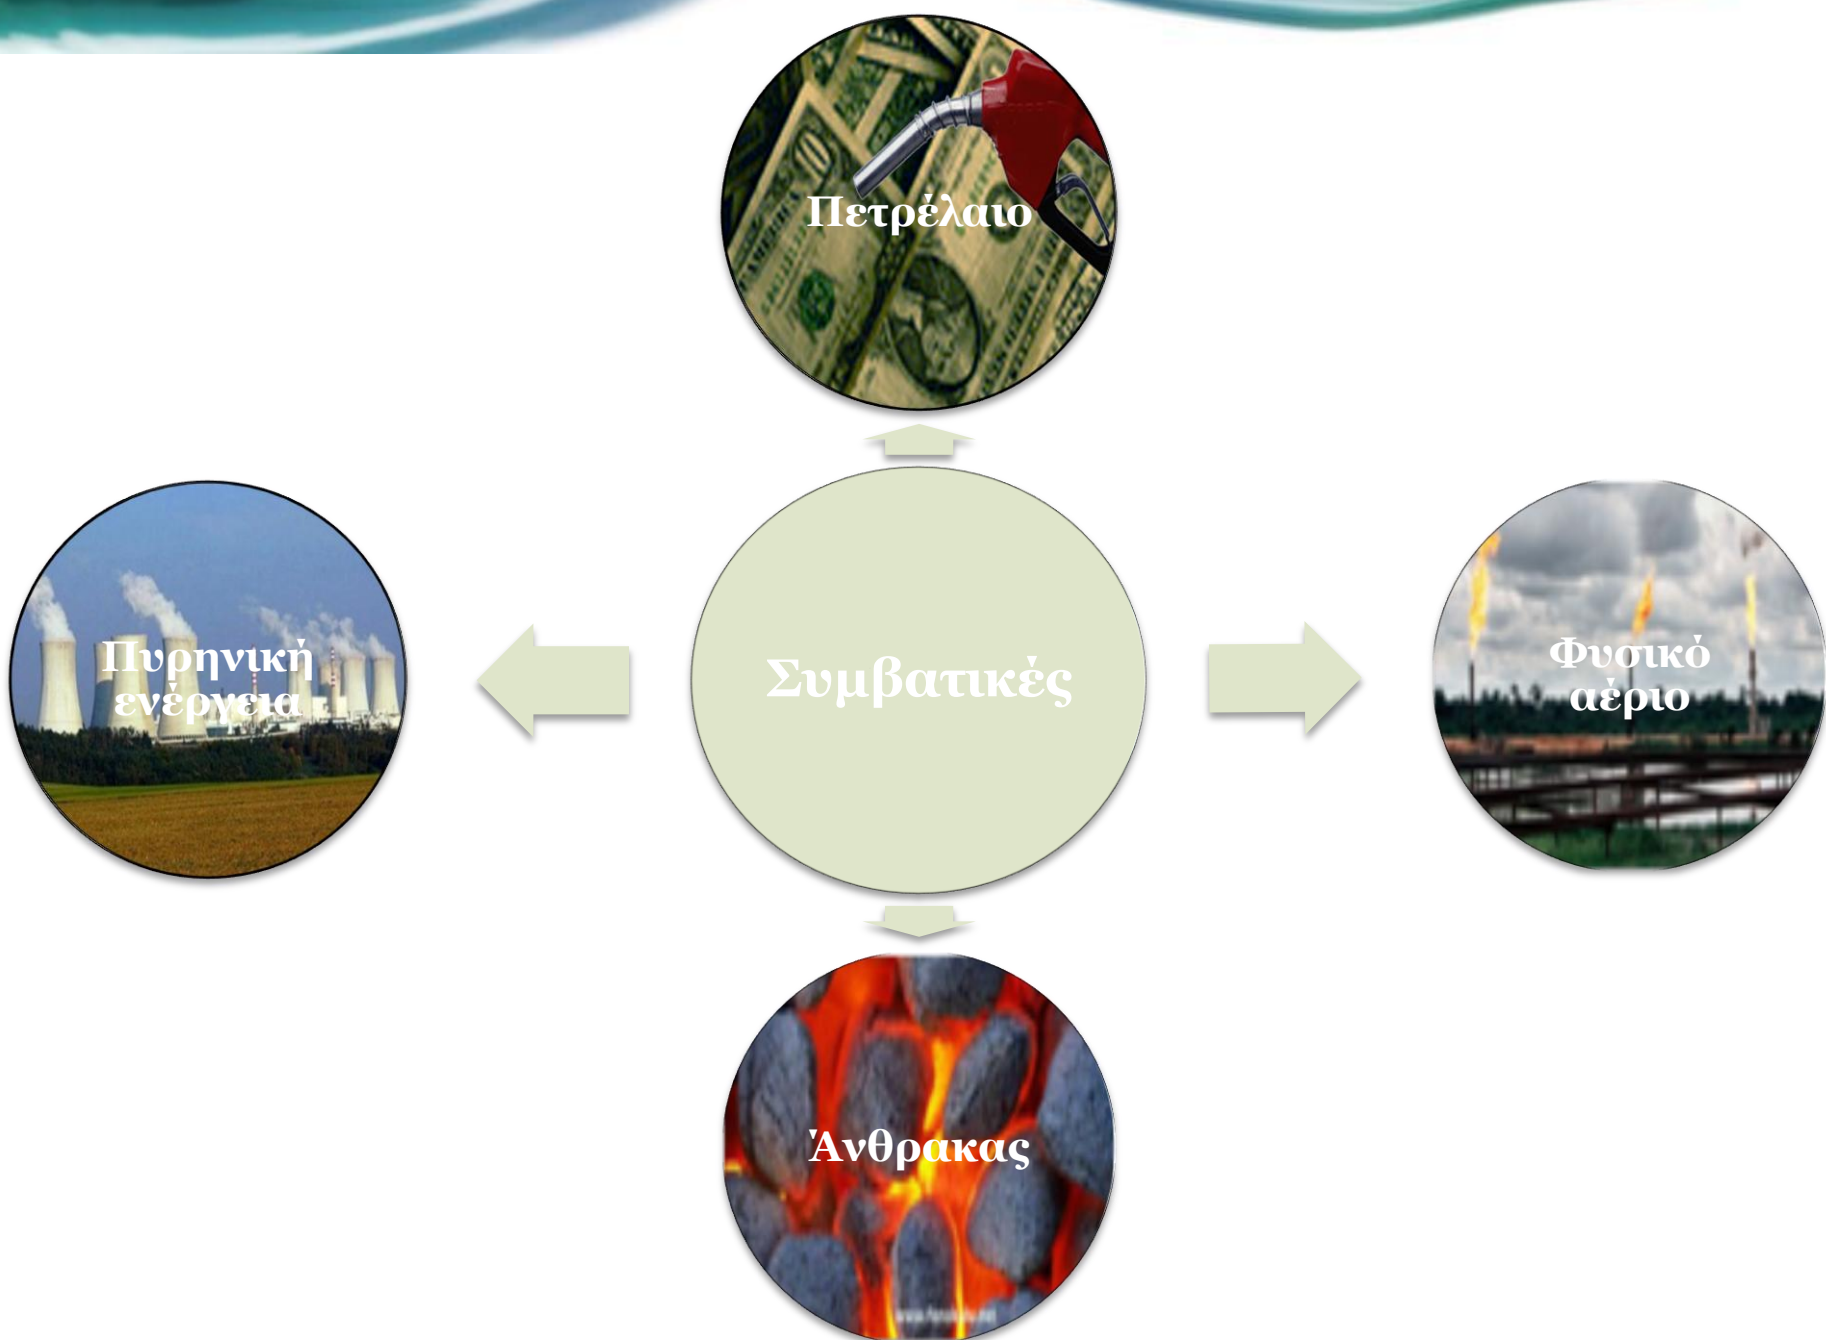 Πετρέλαιο
Πυρηνική
ενέργεια
Συμβατικές
Φυσικό
αέριο
Άνθρακας